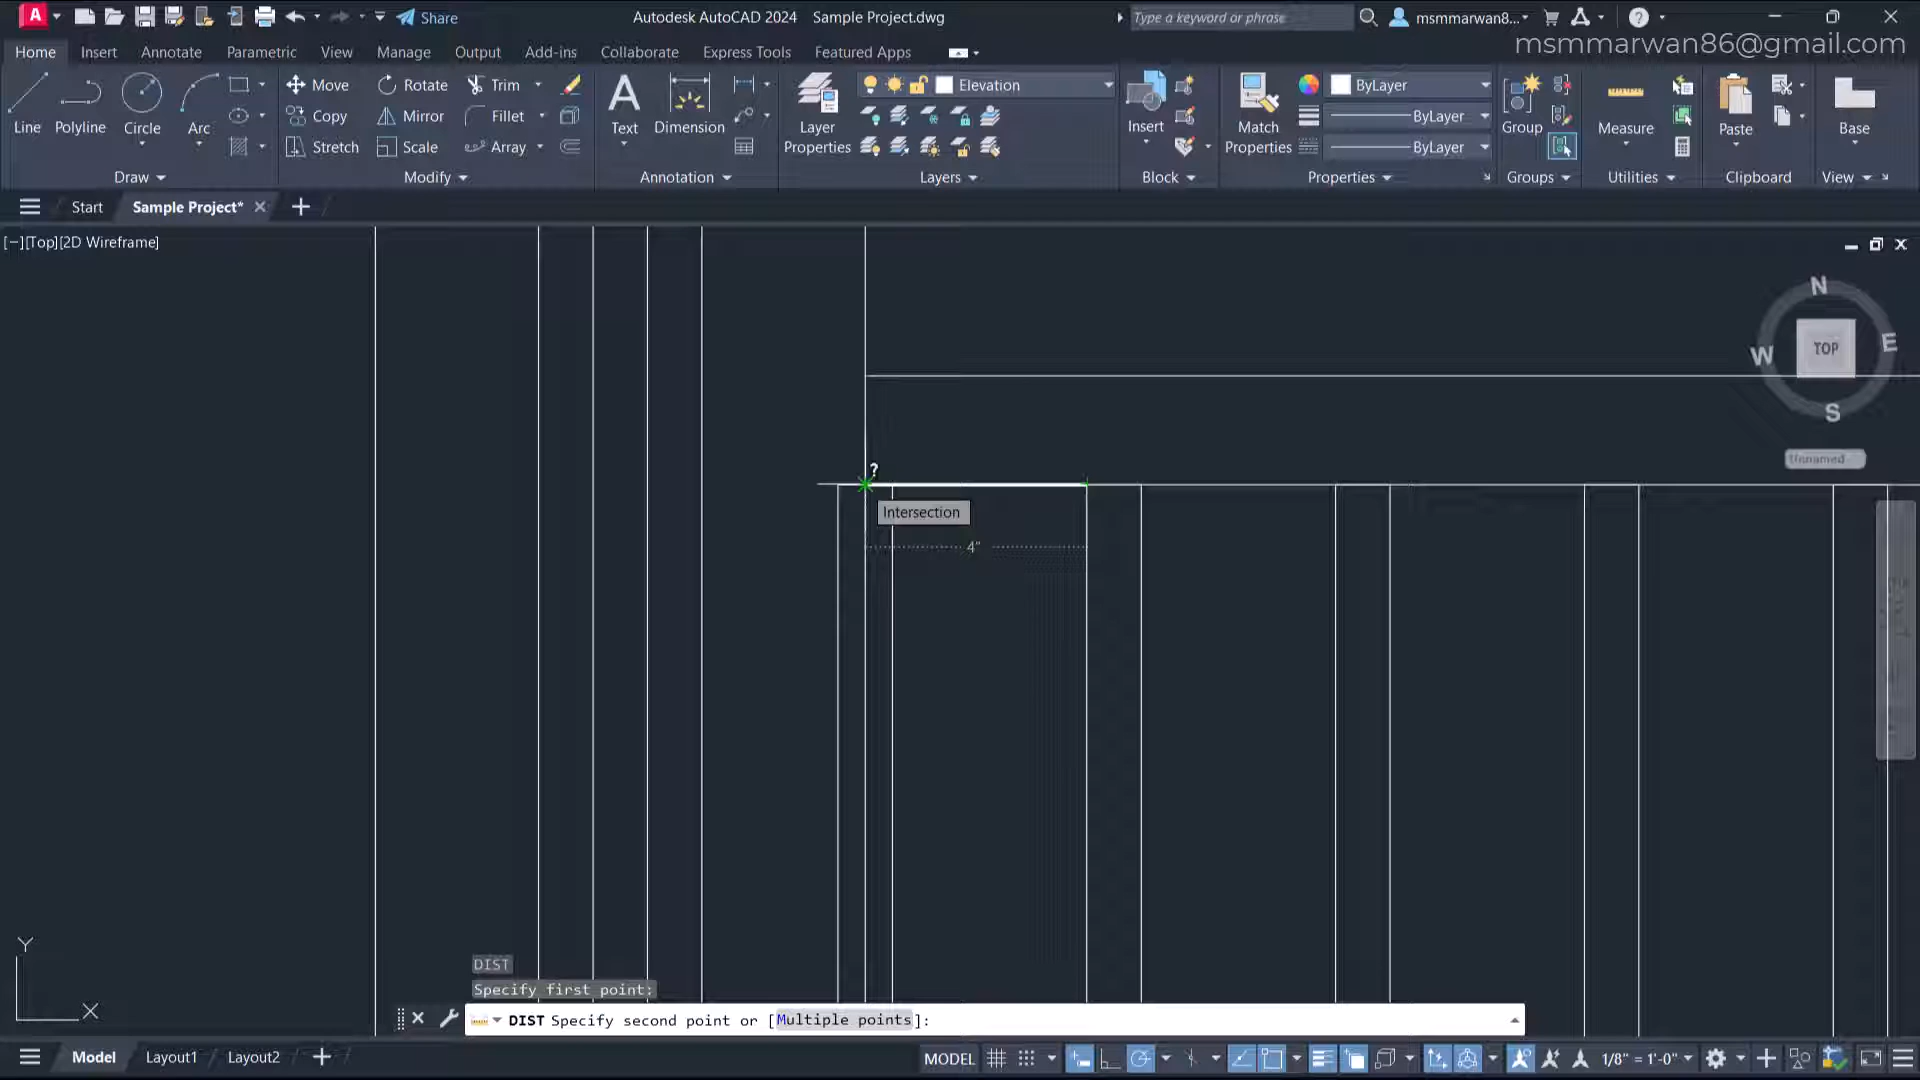 A Share Autodesk AutoCAD 2024 Sample Project.dwg Type a keyword or phrase msmmarwan8... ?
msmmarwan86@gmail.com
Home Insert Annotate Parametric View Manage Output Add-ins Collaborate Express Tools Featured Apps
Move Rotate Trim Elevation ByLayer
Copy Mirror Fillet ByLayer
Line Polyline Circle Arc Text Dimension Layer Insert Match Group Measure Paste Base
Stretch Scale Array Properties Properties ByLayer
Draw Modify Annotation Layers Block Properties Groups Utilities Clipboard View
Start Sample Project*
[−][Top][2D Wireframe]
N
W TOP E
S
Unnamed
?
Intersection
4"
Y
X
DIST
Specify first point:
DIST Specify second point or [Multiple points]:
Model Layout1 Layout2 MODEL 1/8" = 1'-0"